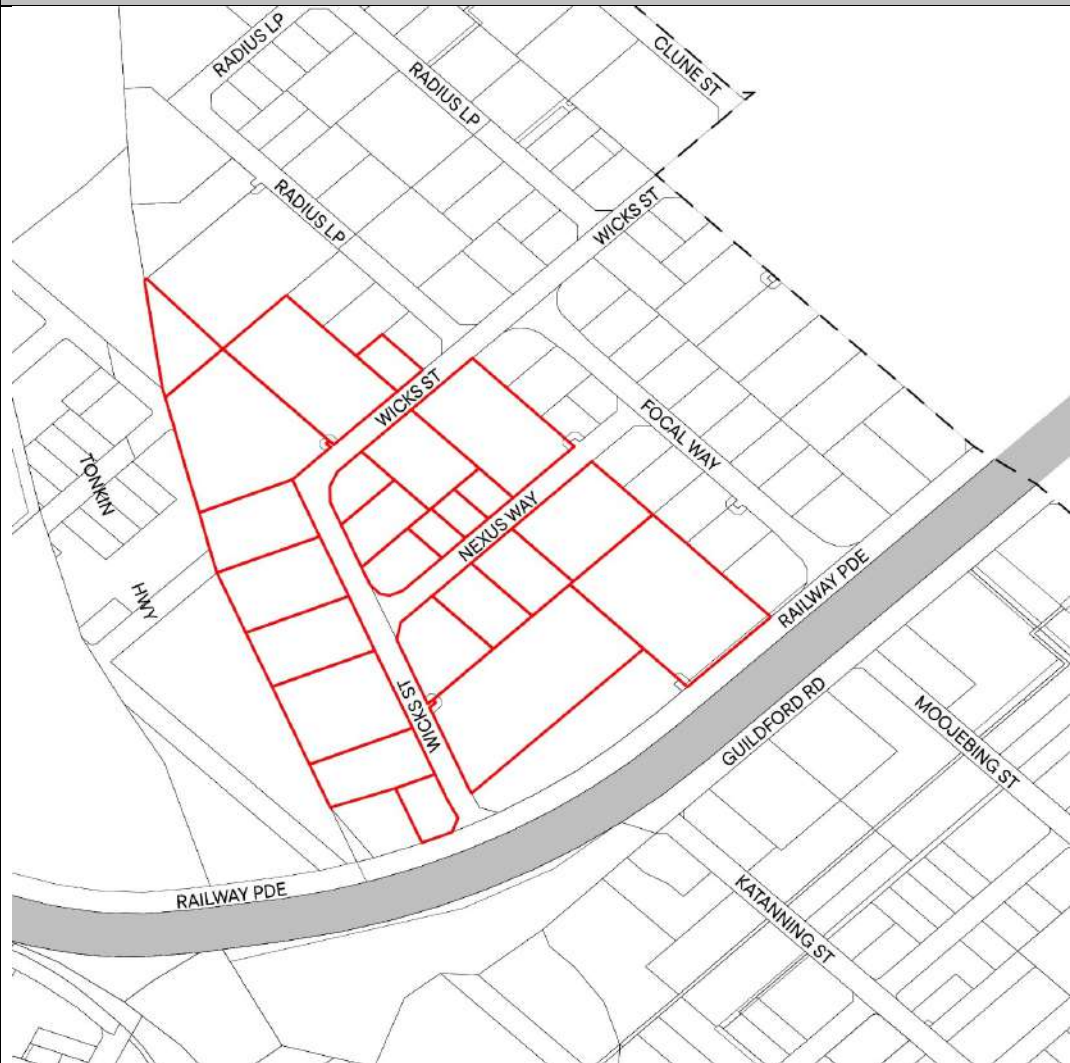 RADIUS LP
CLUNE ST
RADIUS LP
RADIUS LP
WICKS ST
WICKS ST
FOCAL WAY
TONKIN
NEXUS WAY
HWY
RAILWAY PDE
WICKS ST
GUILDFORD RD
MOOJEBING ST
RAILWAY PDE
KATANNING ST